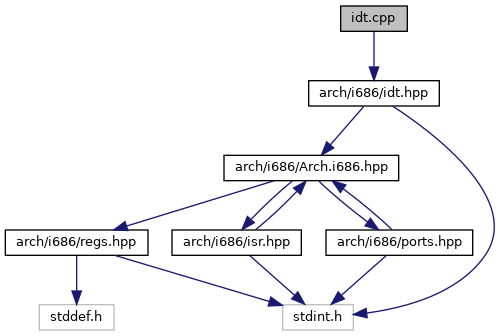 idt.cpp
arch/i686/idt.hpp
arch/i686/Arch.i686.hpp
arch/i686/regs.hpp
arch/i686/isr.hpp
arch/i686/ports.hpp
stddef.h
stdint.h